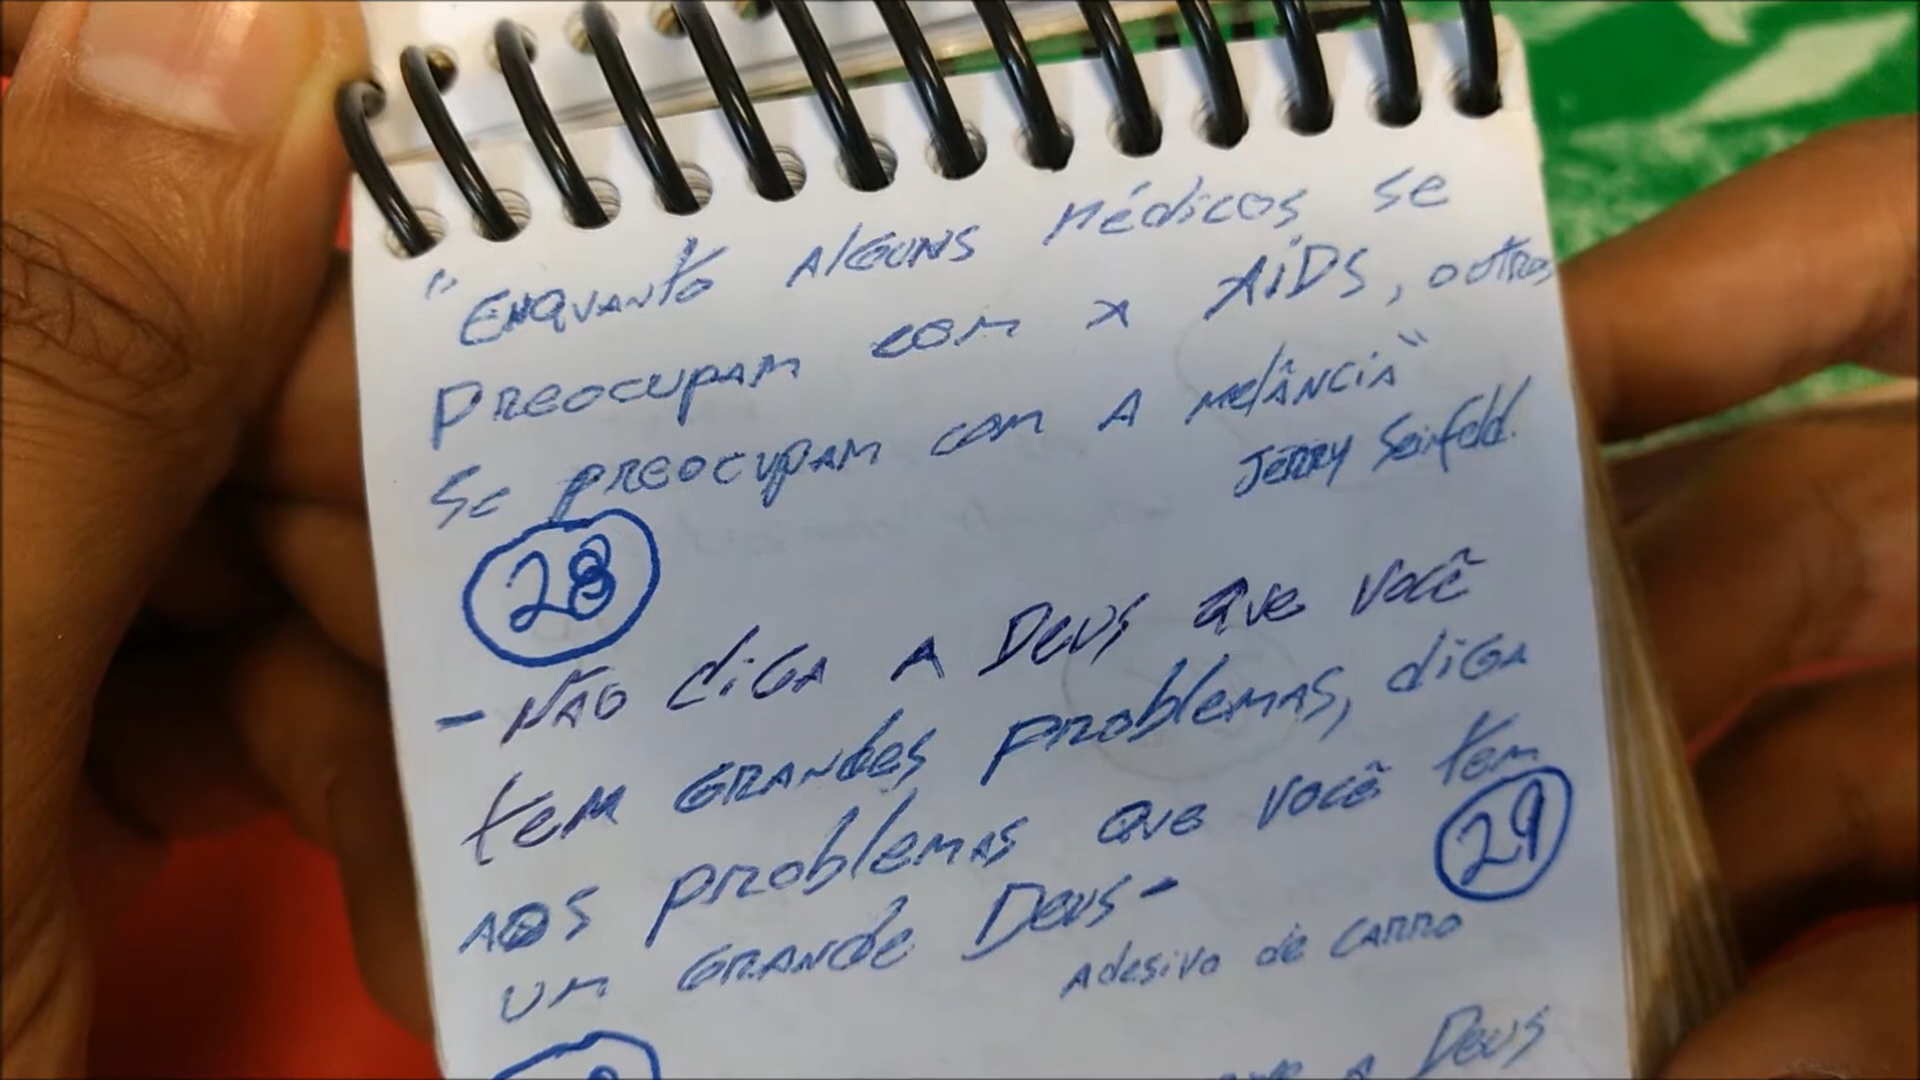 "ENQUANTO ALGUNS MÉDICOS SE
PREOCUPAM COM A AIDS, OUTROS
SE PREOCUPAM COM A MELÂNCIA"
JERRY Seinfeld.
28
- NÃO DIGA A DEUS QUE VOCÊ
TEM GRANDES PROBLEMAS, DIGA
AOS PROBLEMAS QUE VOCÊ TEM
29
UM GRANDE DEUS -
Adesivo de CARRO
A DEUS